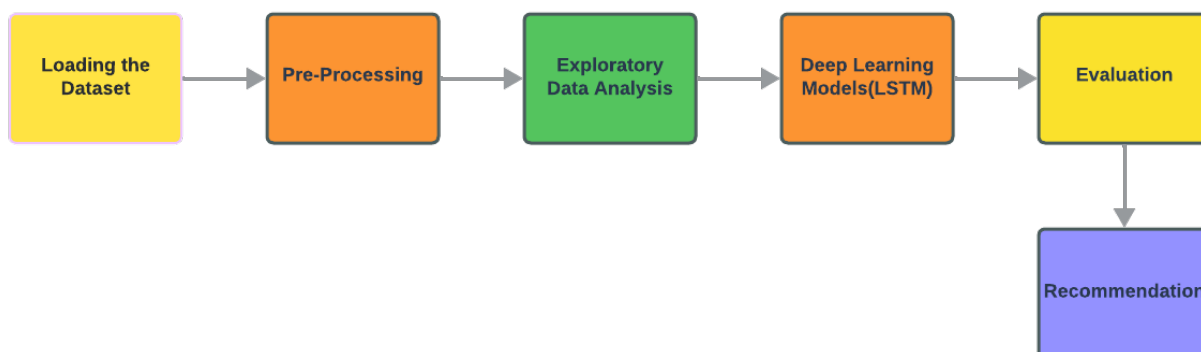 Loading the
Dataset
Pre-Processing
Exploratory
Data Analysis
Deep Learning
Models(LSTM)
Evaluation
Recommendation